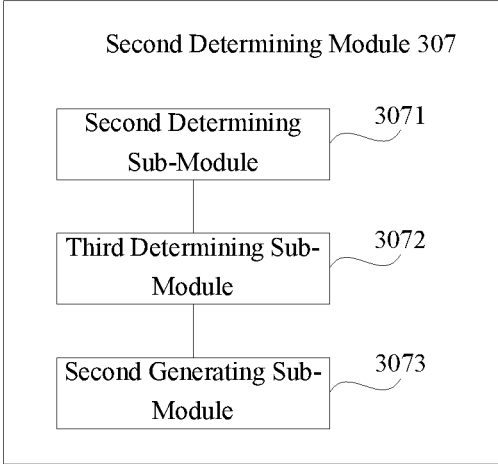 Second Determining Module 307
Second Determining
Sub-Module
3071
Third Determining Sub-
Module
3072
Second Generating Sub-
Module
3073